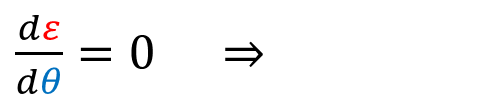 dε/dθ = 0 ⇒